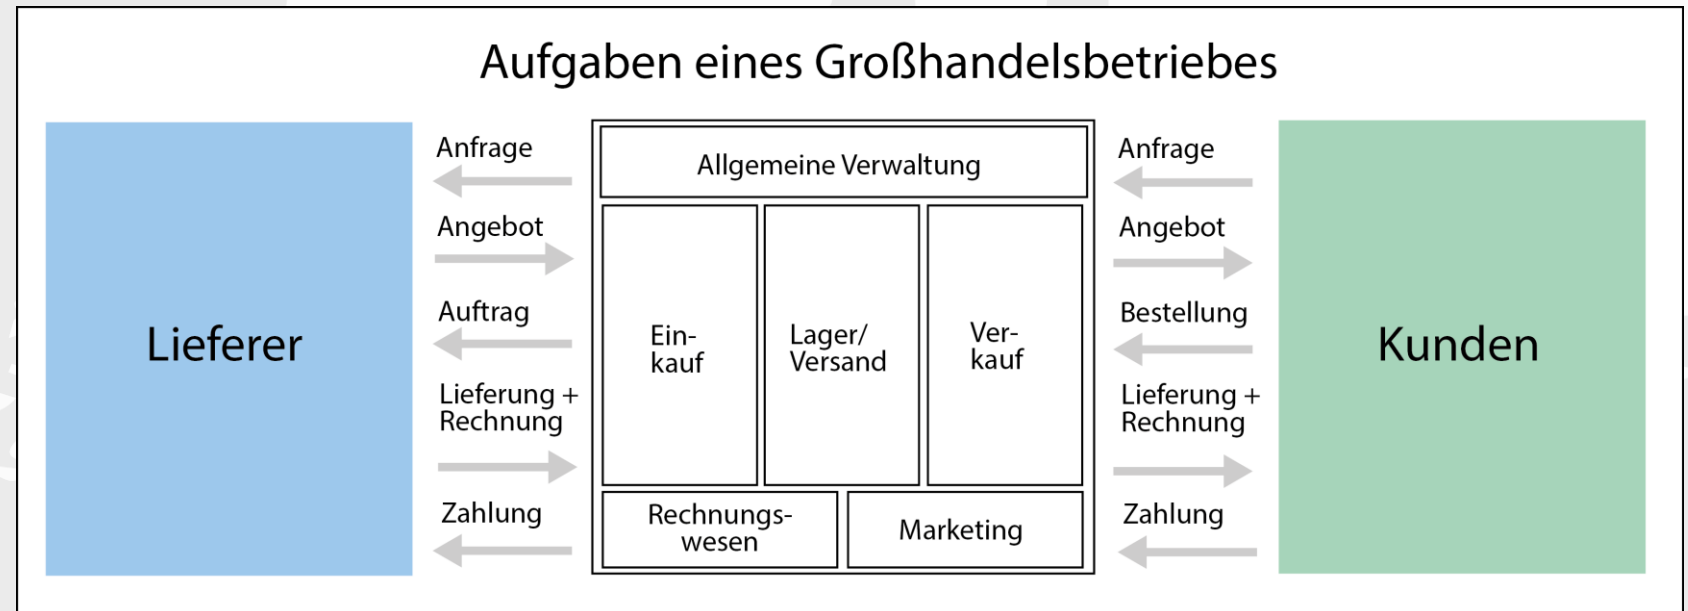 Aufgaben eines Großhandelsbetriebes
Lieferer
Anfrage
Angebot
Auftrag
Lieferung +
Rechnung
Zahlung
Allgemeine Verwaltung
Ein-
kauf
Lager/
Versand
Ver-
kauf
Rechnungs-
wesen
Marketing
Anfrage
Angebot
Bestellung
Lieferung +
Rechnung
Zahlung
Kunden